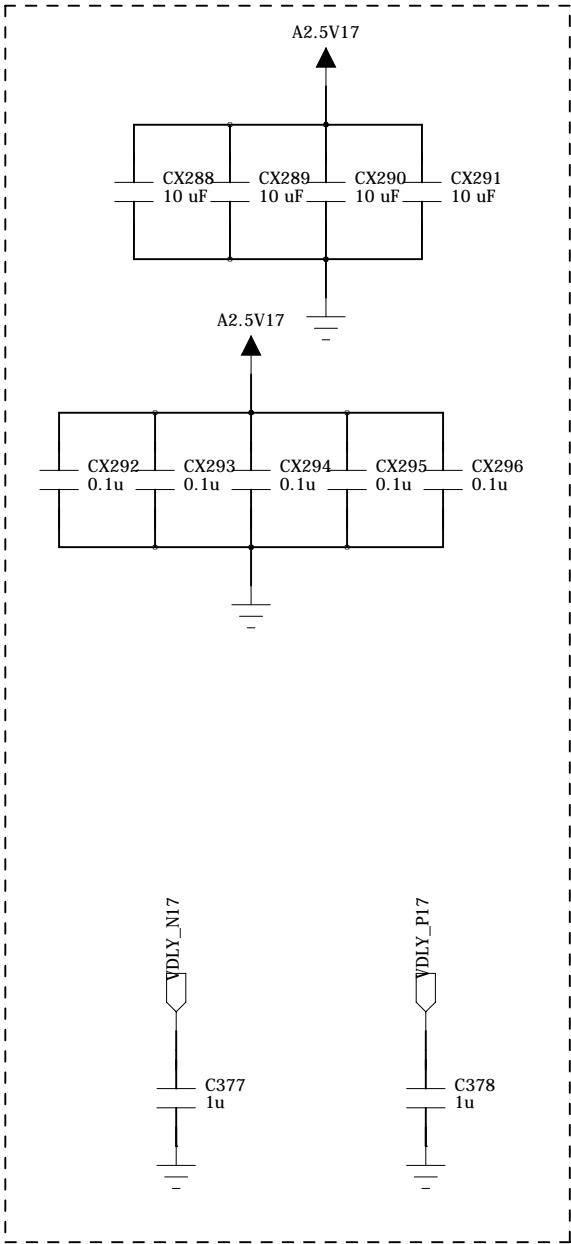 A2.5V17
CX288 CX289 CX290 CX291
10 uF 10 uF 10 uF 10 uF
A2.5V17
CX292 CX293 CX294 CX295 CX296
0.1u 0.1u 0.1u 0.1u 0.1u
VDLY_N17
VDLY_P17
C377
1u
C378
1u